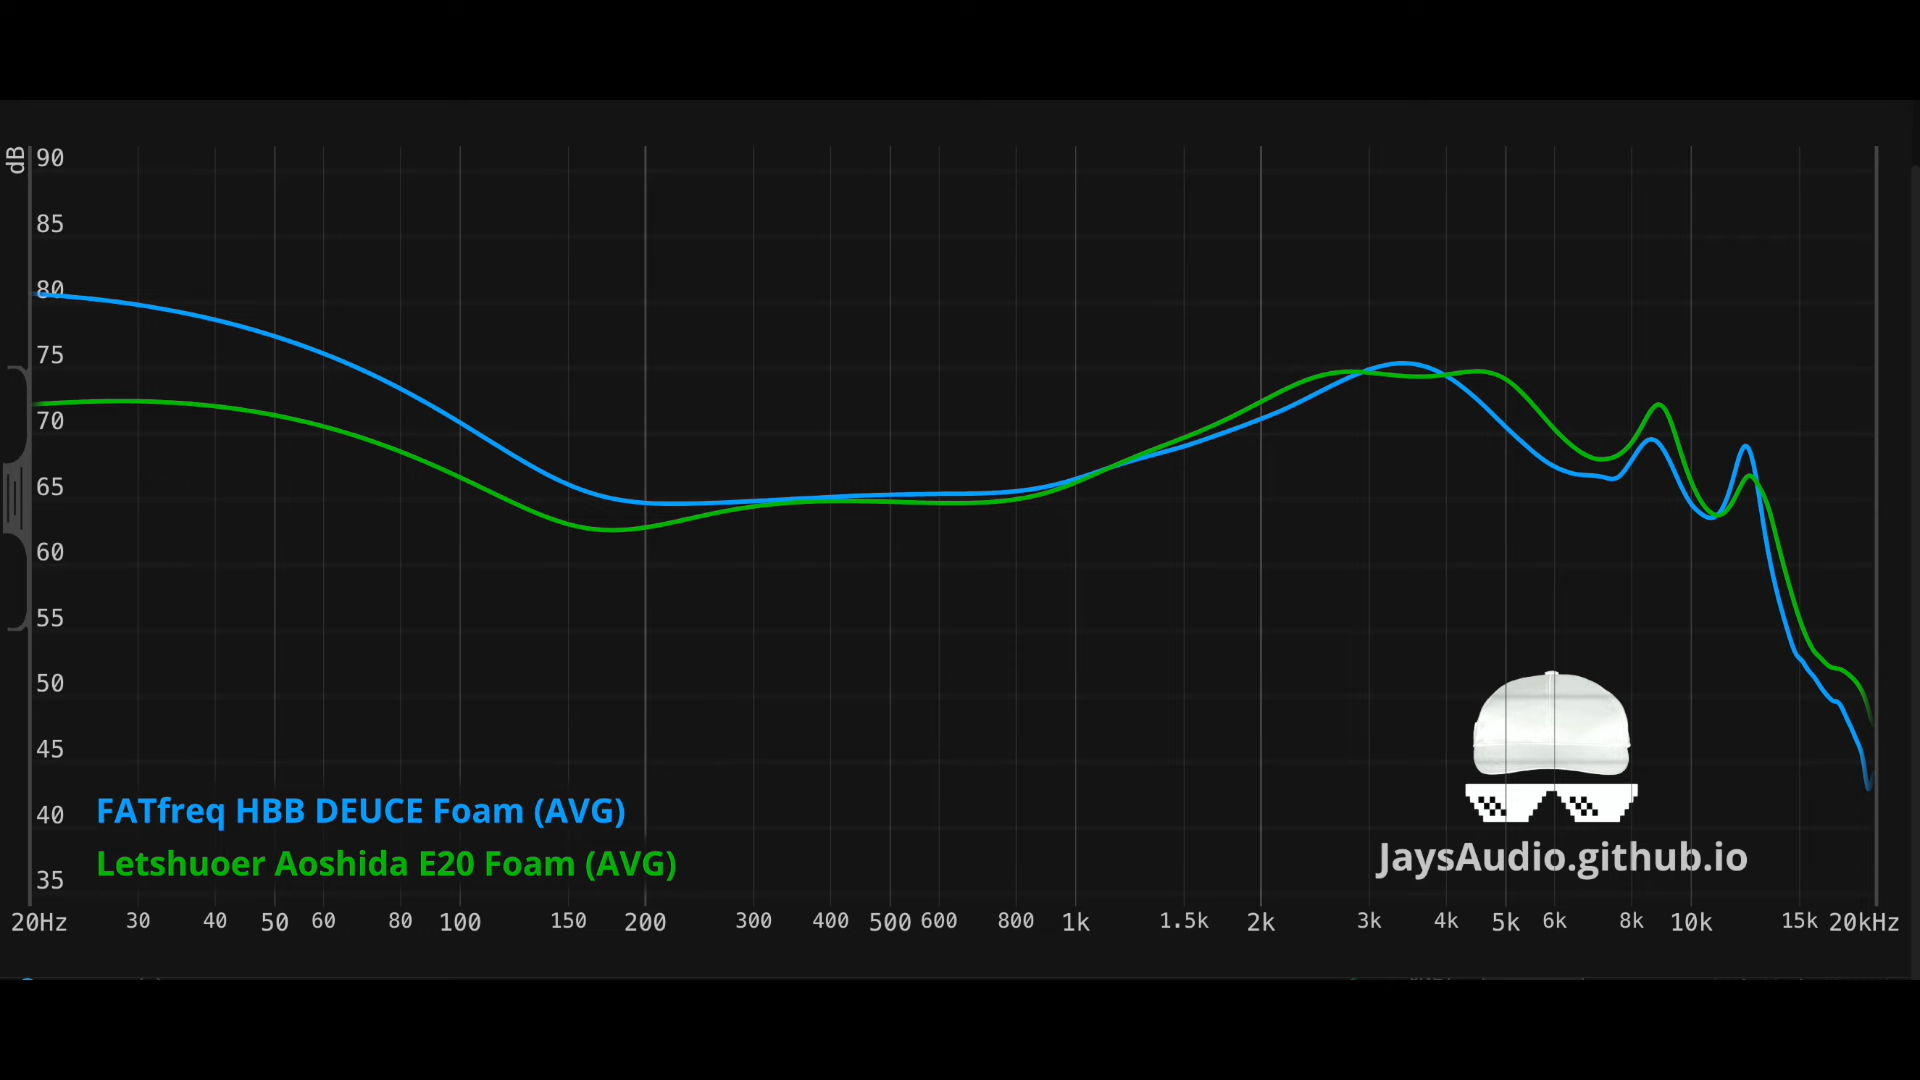 dB
90
85
80
75
70
65
60
55
50
45
40
35
FATfreq HBB DEUCE Foam (AVG)
Letshuoer Aoshida E20 Foam (AVG)
JaysAudio.github.io
20Hz 30 40 50 60 80 100 150 200 300 400 500 600 800 1k 1.5k 2k 3k 4k 5k 6k 8k 10k 15k 20kHz